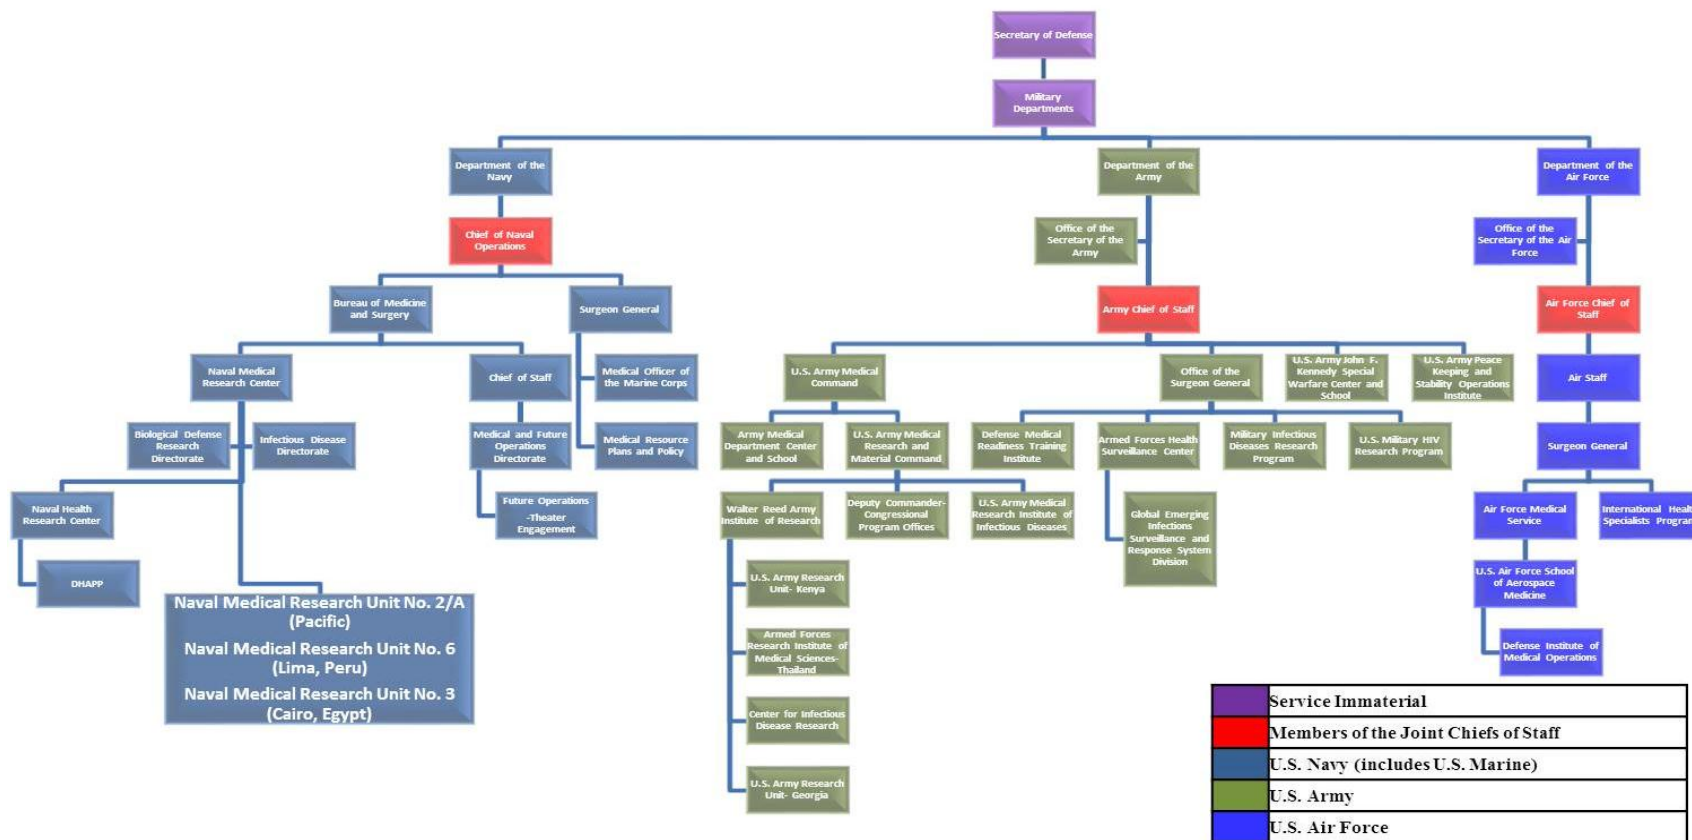 Secretary of Defense
Military
Departments
Department of the
Navy
Department of the
Army
Department of the
Air Force
Chief of Naval
Operations
Office of the
Secretary of the
Army
Office of the
Secretary of the Air
Force
Bureau of Medicine
and Surgery
Surgeon General
Army Chief of Staff
Air Force Chief of
Staff
Naval Medical
Research Center
Chief of Staff
Medical Officer of
the Marine Corps
U.S. Army Medical
Command
Office of the
Surgeon General
U.S. Army John F.
Kennedy Special
Warfare Center and
School
U.S. Army Peace
Keeping and
Stability Operations
Institute
Air Staff
Biological Defense
Research
Directorate
Infectious Disease
Directorate
Medical and Future
Operations
Directorate
Medical Resource
Plans and Policy
Army Medical
Department Center
and School
U.S. Army Medical
Research and
Material Command
Defense Medical
Readiness Training
Institute
Armed Forces Health
Surveillance Center
Military Infectious
Diseases Research
Program
U.S. Military HIV
Research Program
Surgeon General
Naval Health
Research Center
Future Operations
-Theater
Engagement
Walter Reed Army
Institute of Research
Deputy Commander-
Congressional
Program Offices
U.S. Army Medical
Research Institute of
Infectious Diseases
Global Emerging
Infections
Surveillance and
Response System
Division
Air Force Medical
Service
International Healt
Specialists Program
DHAPP
Naval Medical Research Unit No. 2/A
(Pacific)
Naval Medical Research Unit No. 6
(Lima, Peru)
Naval Medical Research Unit No. 3
(Cairo, Egypt)
U.S. Army Research
Unit- Kenya
Armed Forces
Research Institute of
Medical Sciences-
Thailand
Center for Infectious
Disease Research
U.S. Army Research
Unit- Georgia
U.S. Air Force School
of Aerospace
Medicine
Defense Institute of
Medical Operations
Service Immaterial
Members of the Joint Chiefs of Staff
U.S. Navy (includes U.S. Marine)
U.S. Army
U.S. Air Force